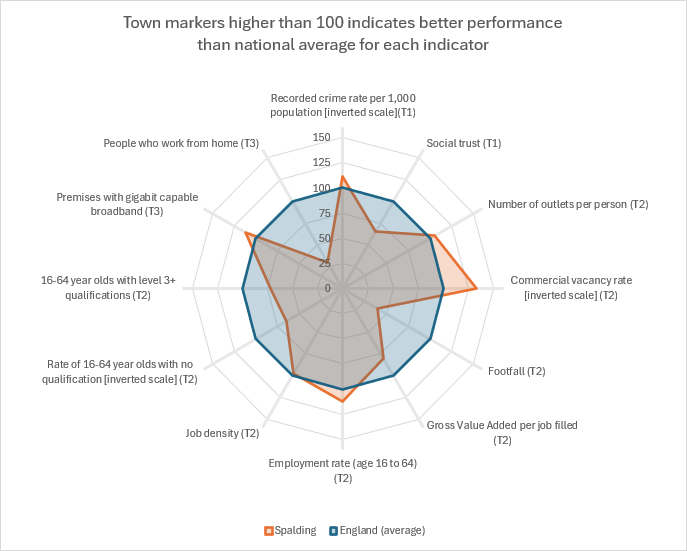 Town markers higher than 100 indicates better performance
than national average for each indicator
Recorded crime rate per 1,000
population [inverted scale](T1)
People who work from home (T3)
Social trust (T1)
150
125
100
75
50
25
0
Premises with gigabit capable
broadband (T3)
Number of outlets per person (T2)
16-64 year olds with level 3+
qualifications (T2)
Commercial vacancy rate
[inverted scale] (T2)
Rate of 16-64 year olds with no
qualification [inverted scale] (T2)
Footfall (T2)
Job density (T2)
Gross Value Added per job filled
(T2)
Employment rate (age 16 to 64)
(T2)
Spalding
England (average)